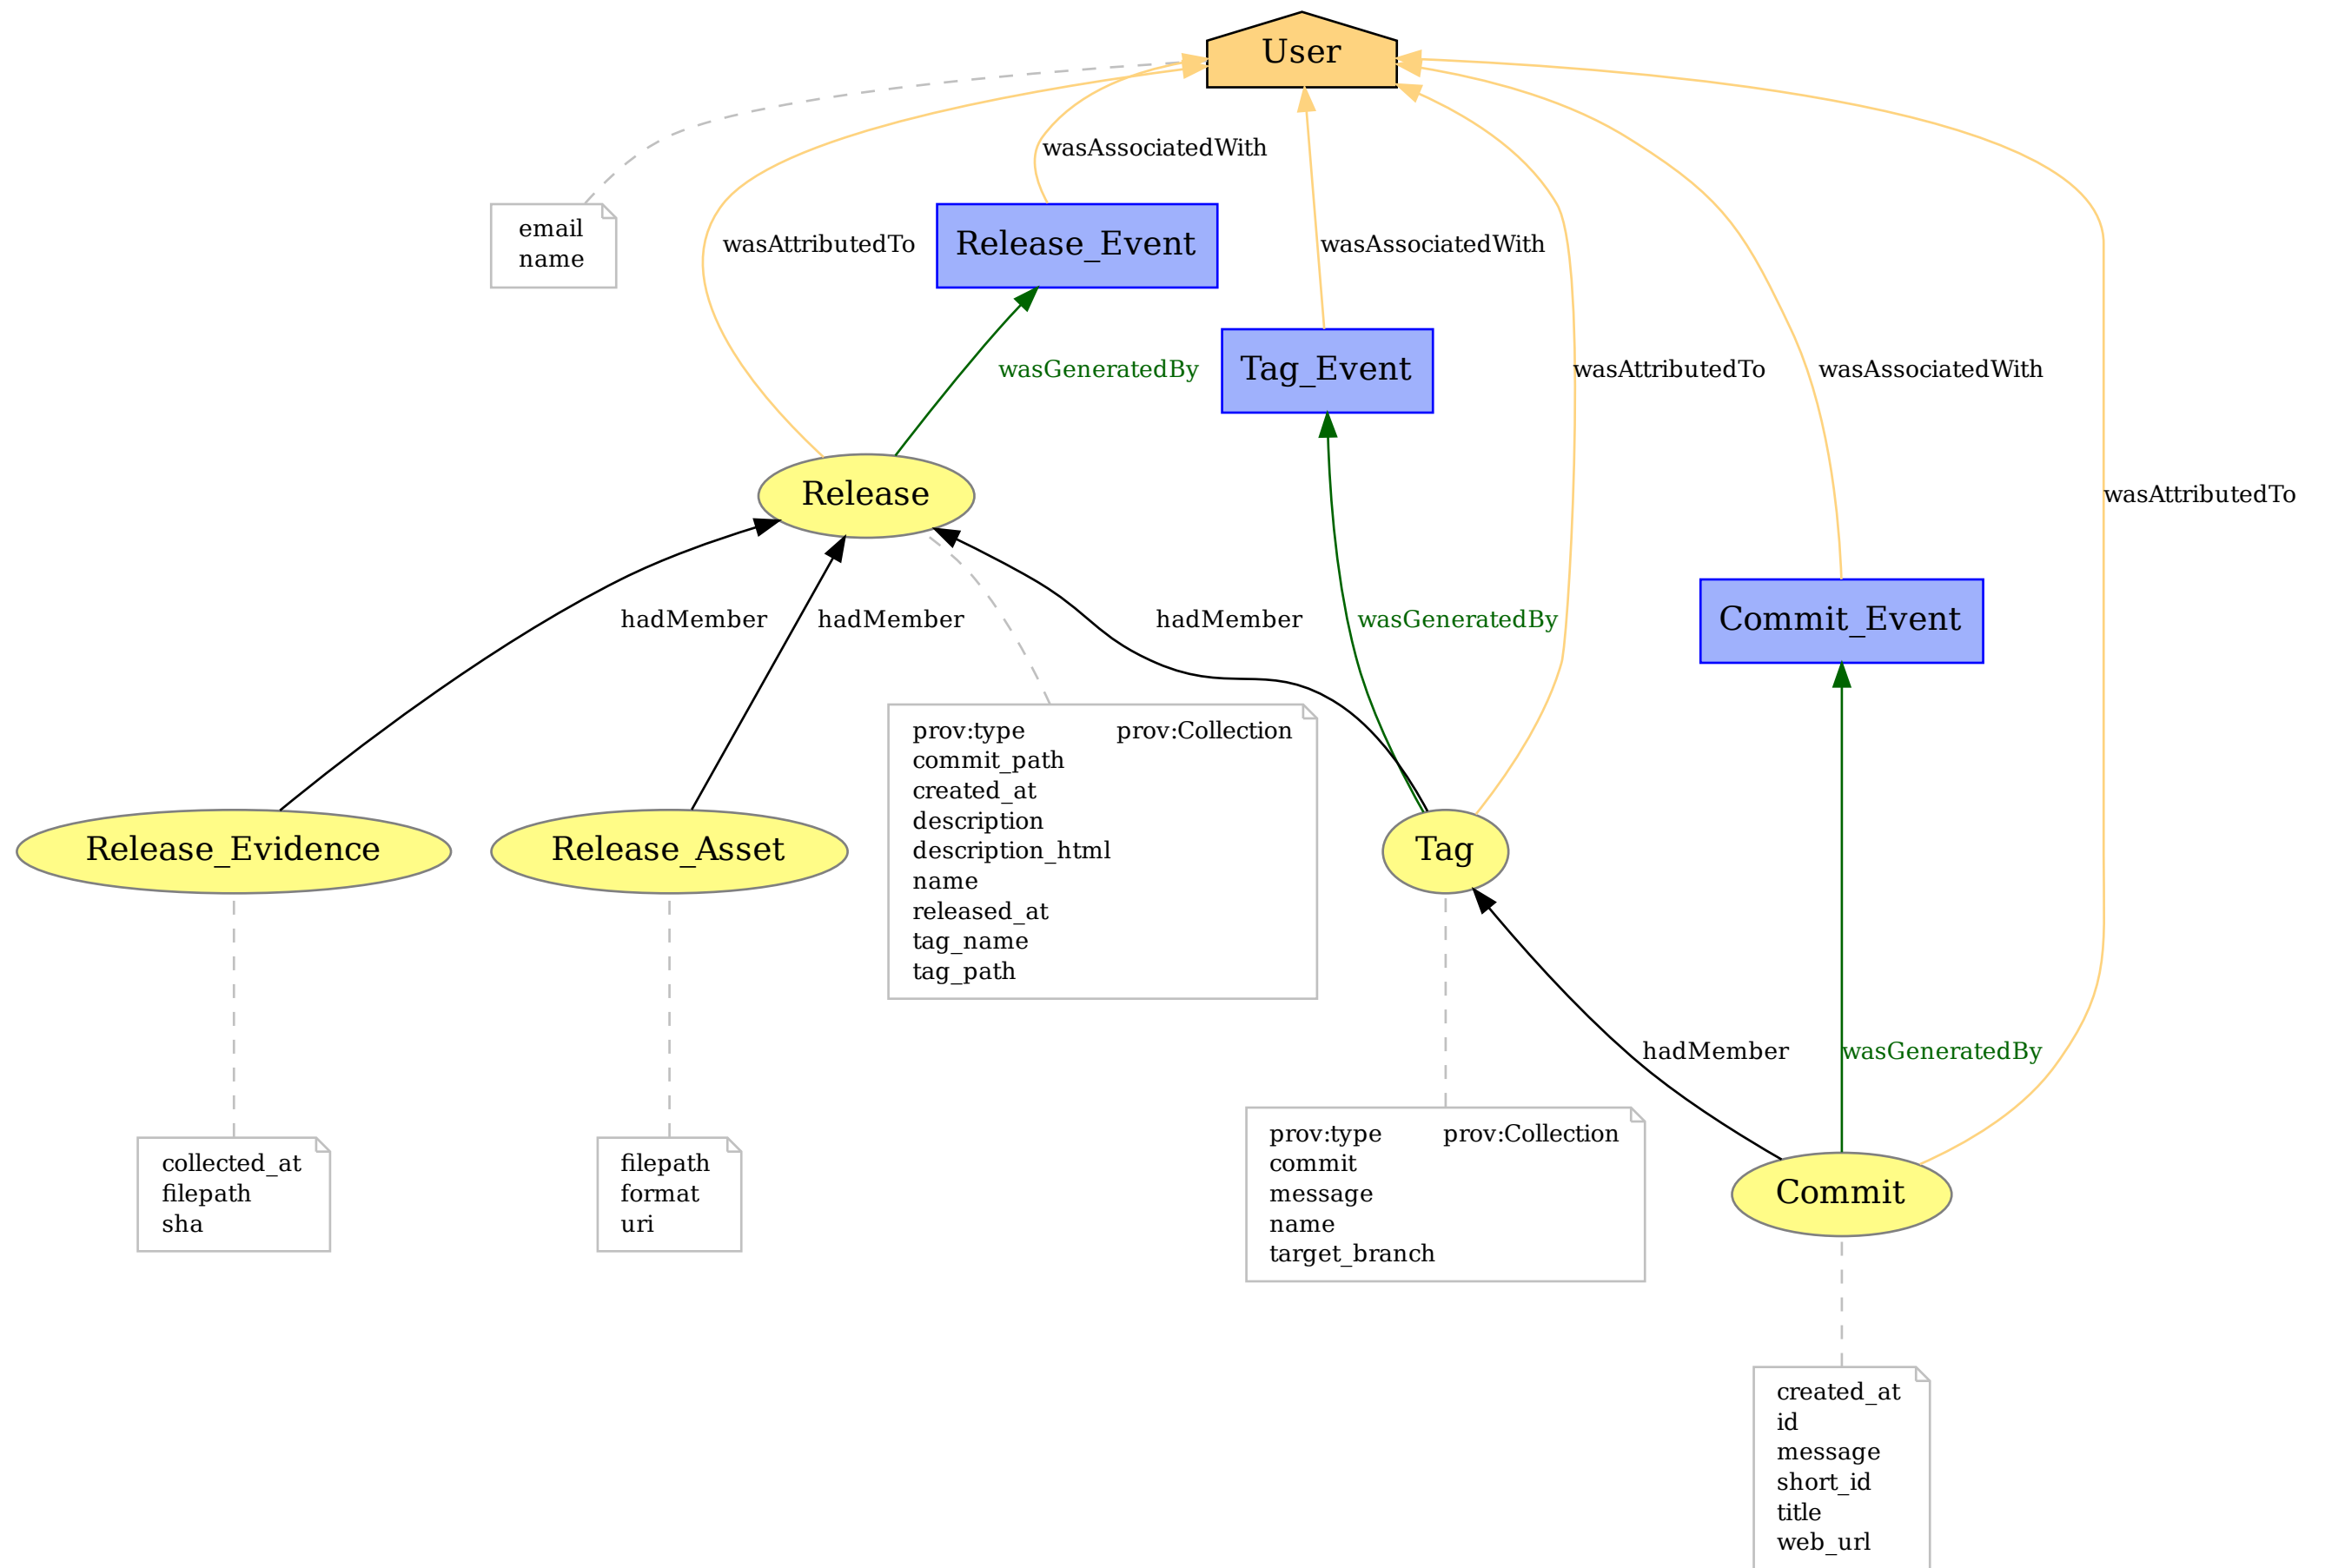 User
wasAssociatedWith
email
name
wasAttributedTo
Release_Event
wasAssociatedWith
wasGeneratedBy
Tag_Event
wasAttributedTo
wasAssociatedWith
Release
wasAttributedTo
hadMember
hadMember
hadMember
wasGeneratedBy
Commit_Event
prov:type prov:Collection
commit_path
created_at
description
description_html
name
released_at
tag_name
tag_path
Release_Evidence
Release_Asset
Tag
hadMember
wasGeneratedBy
collected_at
filepath
sha
filepath
format
uri
prov:type prov:Collection
commit
message
name
target_branch
Commit
created_at
id
message
short_id
title
web_url